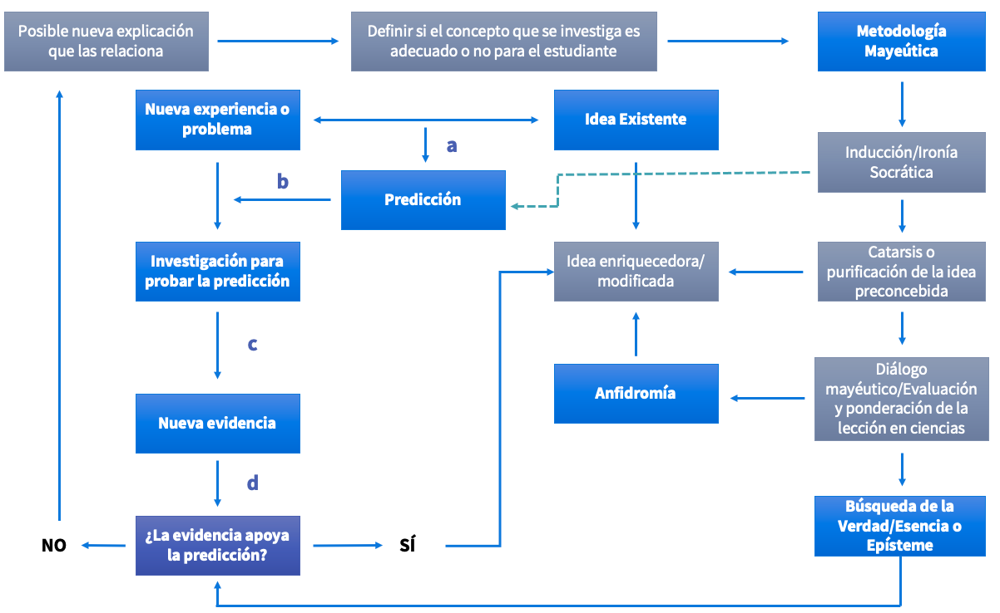 Posible nueva explicación
que las relaciona
Definir si el concepto que se investiga es
adecuado o no para el estudiante
Metodología
Mayeútica
Nueva experiencia o
problema
Idea Existente
a
Inducción/Ironía
Socrática
b
Predicción
Investigación para
probar la predicción
Idea enriquecedora/
modificada
Catarsis o
purificación de la idea
preconcebida
c
Diálogo
mayéutico/Evaluación
y ponderación de la
lección en ciencias
Anfidromía
Nueva evidencia
d
Búsqueda de la
Verdad/Esencia o
Epísteme
NO
¿La evidencia apoya
la predicción?
SÍ